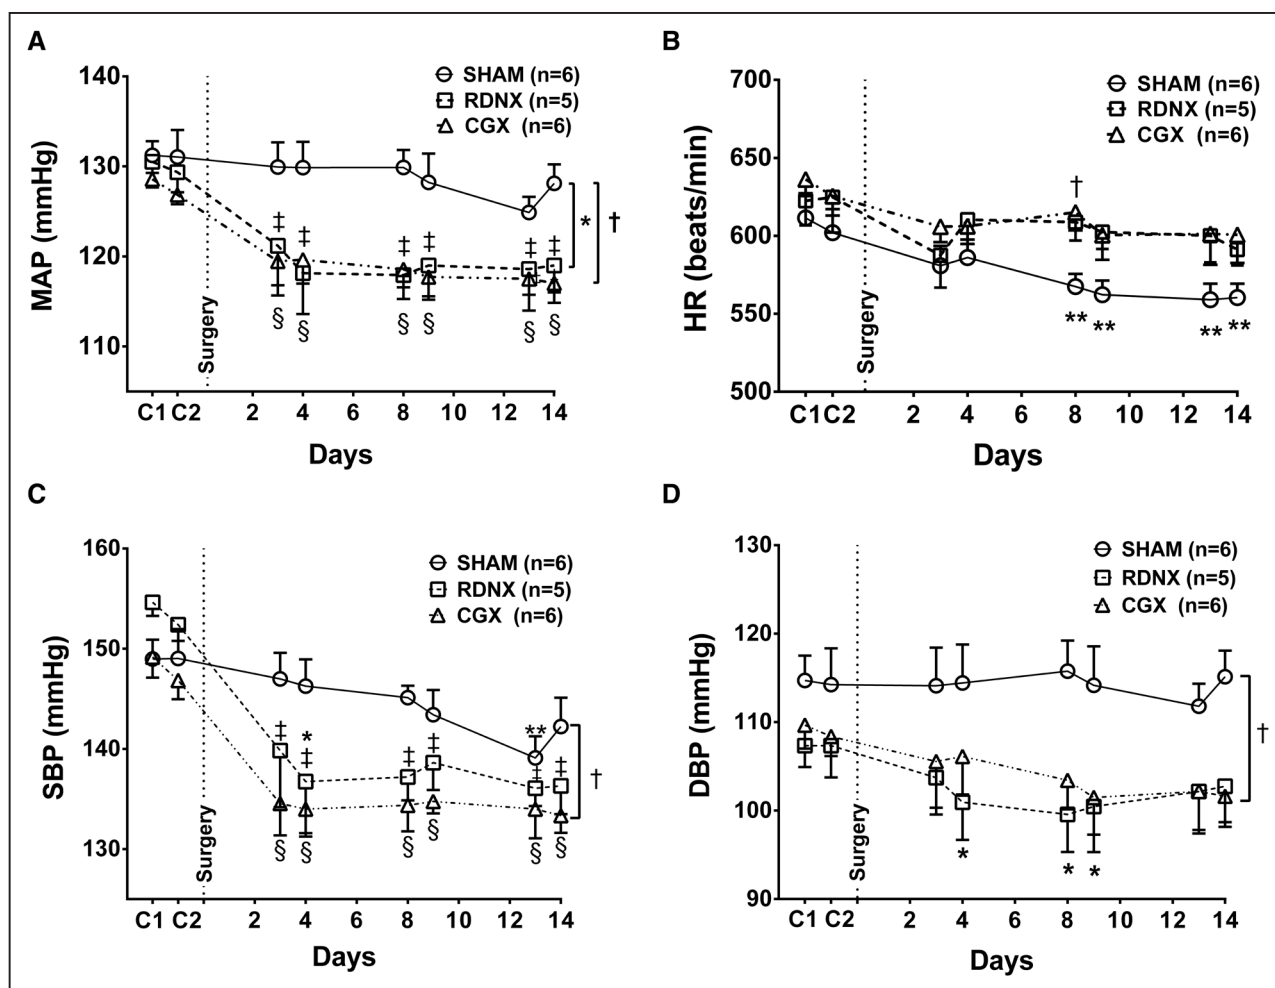 A
MAP (mmHg)
140
130
120
110
SHAM (n=6)
RDNX (n=5)
CGX (n=6)
Surgery
‡ ‡ ‡ ‡ ‡ ‡
§ § § § § §
* †
C1 C2 2 4 6 8 10 12 14
Days
B
HR (beats/min)
700
650
600
550
500
SHAM (n=6)
RDNX (n=5)
CGX (n=6)
Surgery
†
** ** ** **
C1 C2 2 4 6 8 10 12 14
Days
C
SBP (mmHg)
160
150
140
130
SHAM (n=6)
RDNX (n=5)
CGX (n=6)
Surgery
* **
‡ ‡ ‡ ‡ ‡ ‡
§ § § § § §
†
C1 C2 2 4 6 8 10 12 14
Days
D
DBP (mmHg)
130
120
110
100
90
SHAM (n=6)
RDNX (n=5)
CGX (n=6)
Surgery
* * *
†
C1 C2 2 4 6 8 10 12 14
Days